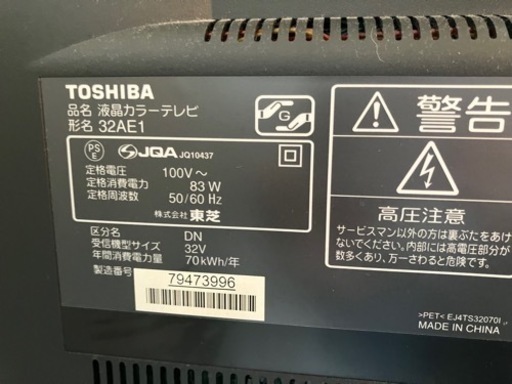 TOSHIBA
品名 液晶カラーテレビ
形名 32AE1
G
PS
E
JQA JQ10437
定格電圧 100V～
定格消費電力 83 W
定格周波数 50/60 Hz
株式会社 東芝
区分名 DN
受信機型サイズ 32V
年間消費電力量 70kWh/年
製造番号 79473996
警告
高圧注意
サービスマン以外の方は裏ぶたをあけ
ないでください。内部には高電圧部分が
数多くあり、万一さわると危険です。
>PET< EJ4TS32070I
MADE IN CHINA